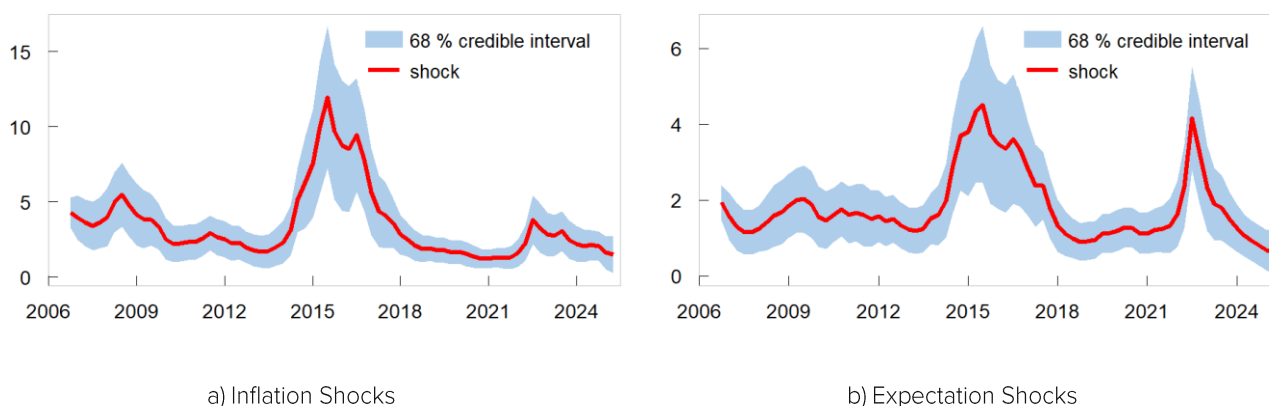 68 % credible interval
shock
15
10
5
0
2006 2009 2012 2015 2018 2021 2024
a) Inflation Shocks
68 % credible interval
shock
6
4
2
0
2006 2009 2012 2015 2018 2021 2024
b) Expectation Shocks